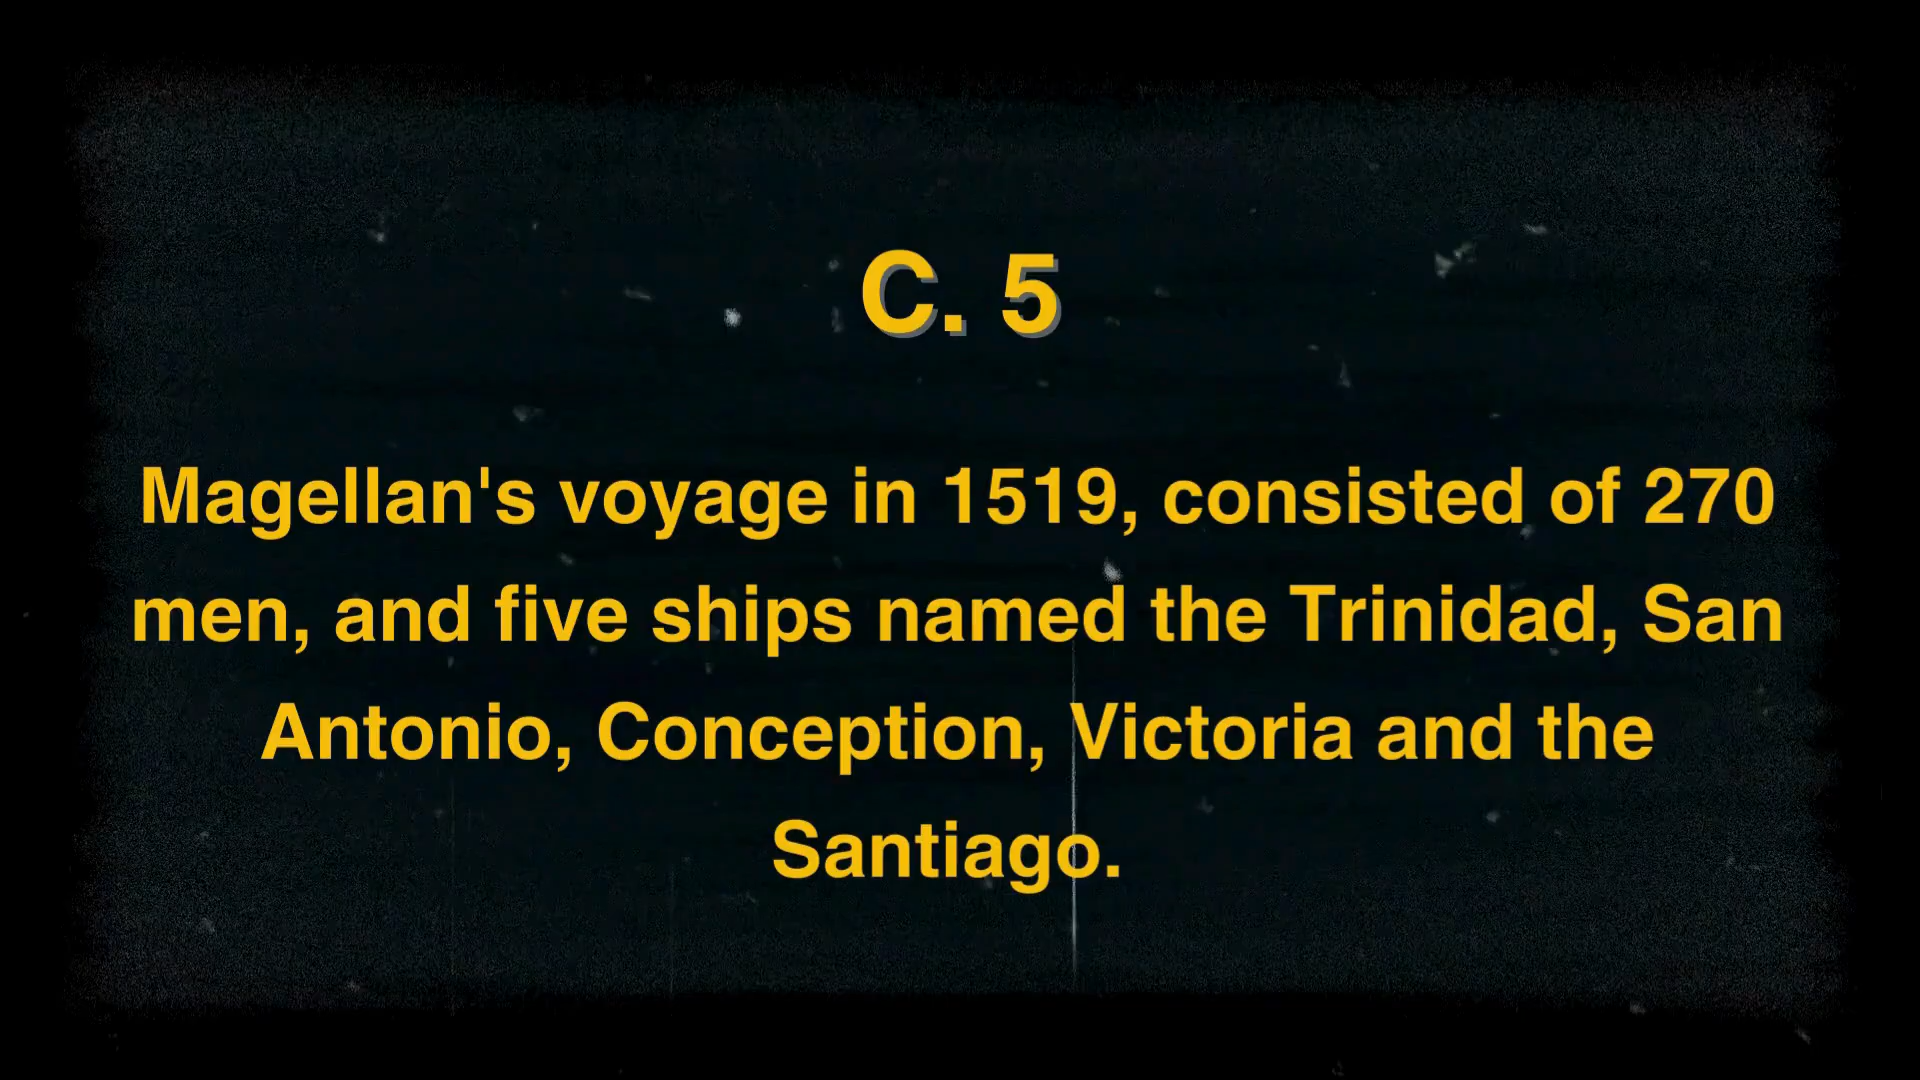 C. 5
Magellan's voyage in 1519, consisted of 270
men, and five ships named the Trinidad, San
Antonio, Conception, Victoria and the
Santiago.